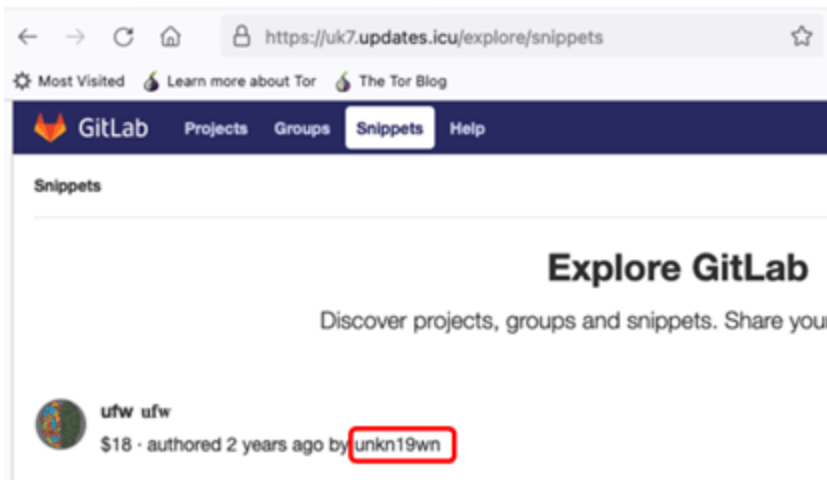 https://uk7.updates.icu/explore/snippets
Most Visited Learn more about Tor The Tor Blog
GitLab Projects Groups Snippets Help
Snippets
Explore GitLab
Discover projects, groups and snippets. Share your
ufw ufw
$18 · authored 2 years ago by unkn19wn